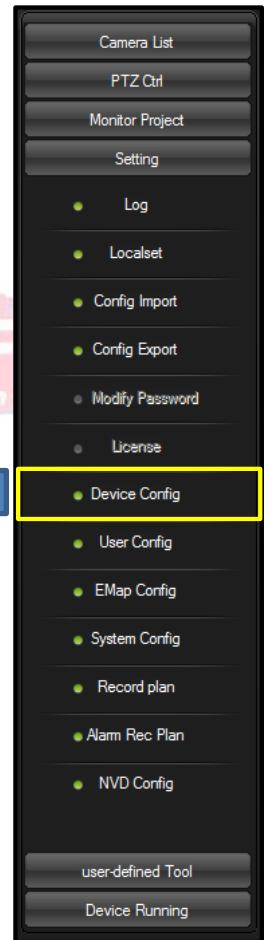 Camera List
PTZ Ctrl
Monitor Project
Setting
Log
Localset
Config Import
Config Export
Modify Password
License
Device Config
User Config
EMap Config
System Config
Record plan
Alarm Rec Plan
NVD Config
user-defined Tool
Device Running